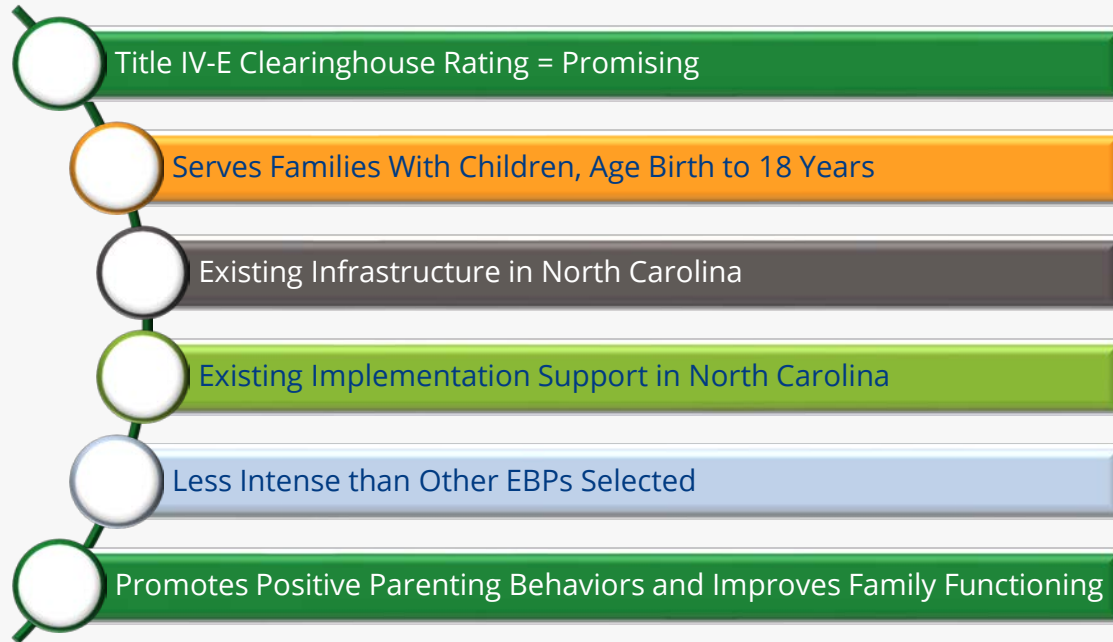 Title IV-E Clearinghouse Rating = Promising
Serves Families With Children, Age Birth to 18 Years
Existing Infrastructure in North Carolina
Existing Implementation Support in North Carolina
Less Intense than Other EBPs Selected
Promotes Positive Parenting Behaviors and Improves Family Functioning